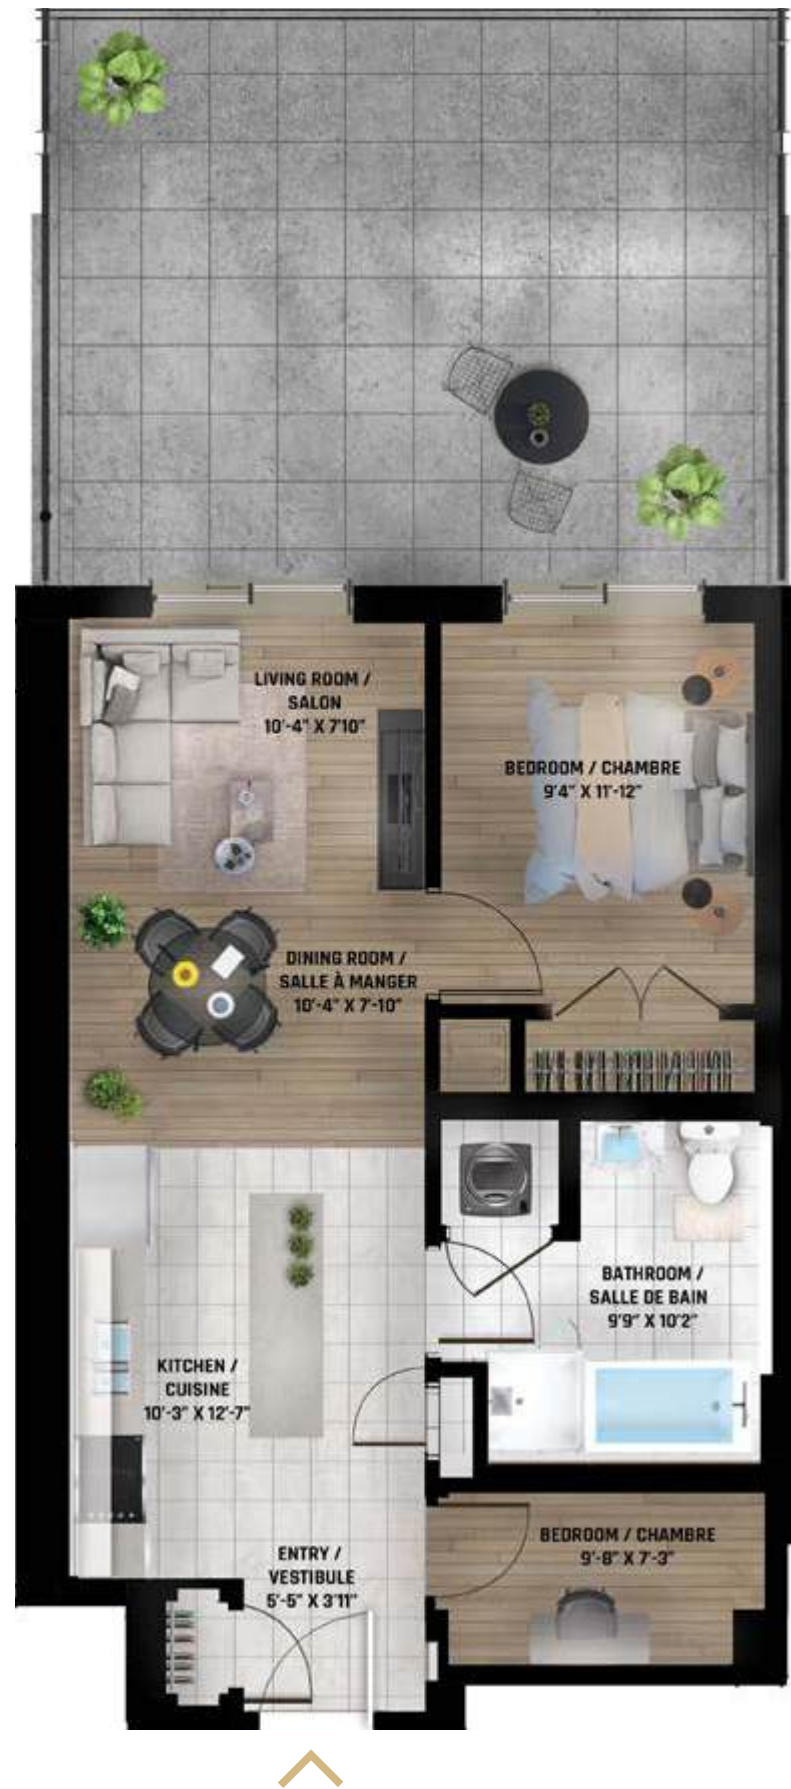 LIVING ROOM /
SALON
10'-4" X 7'10"
BEDROOM / CHAMBRE
9'4" X 11'-12"
DINING ROOM /
SALLE À MANGER
10'-4" X 7'-10"
BATHROOM /
SALLE DE BAIN
9'9" X 10'2"
KITCHEN /
CUISINE
10'-3" X 12'-7"
BEDROOM / CHAMBRE
9'-8" X 7'-3"
ENTRY /
VESTIBULE
5'-5" X 3'11"